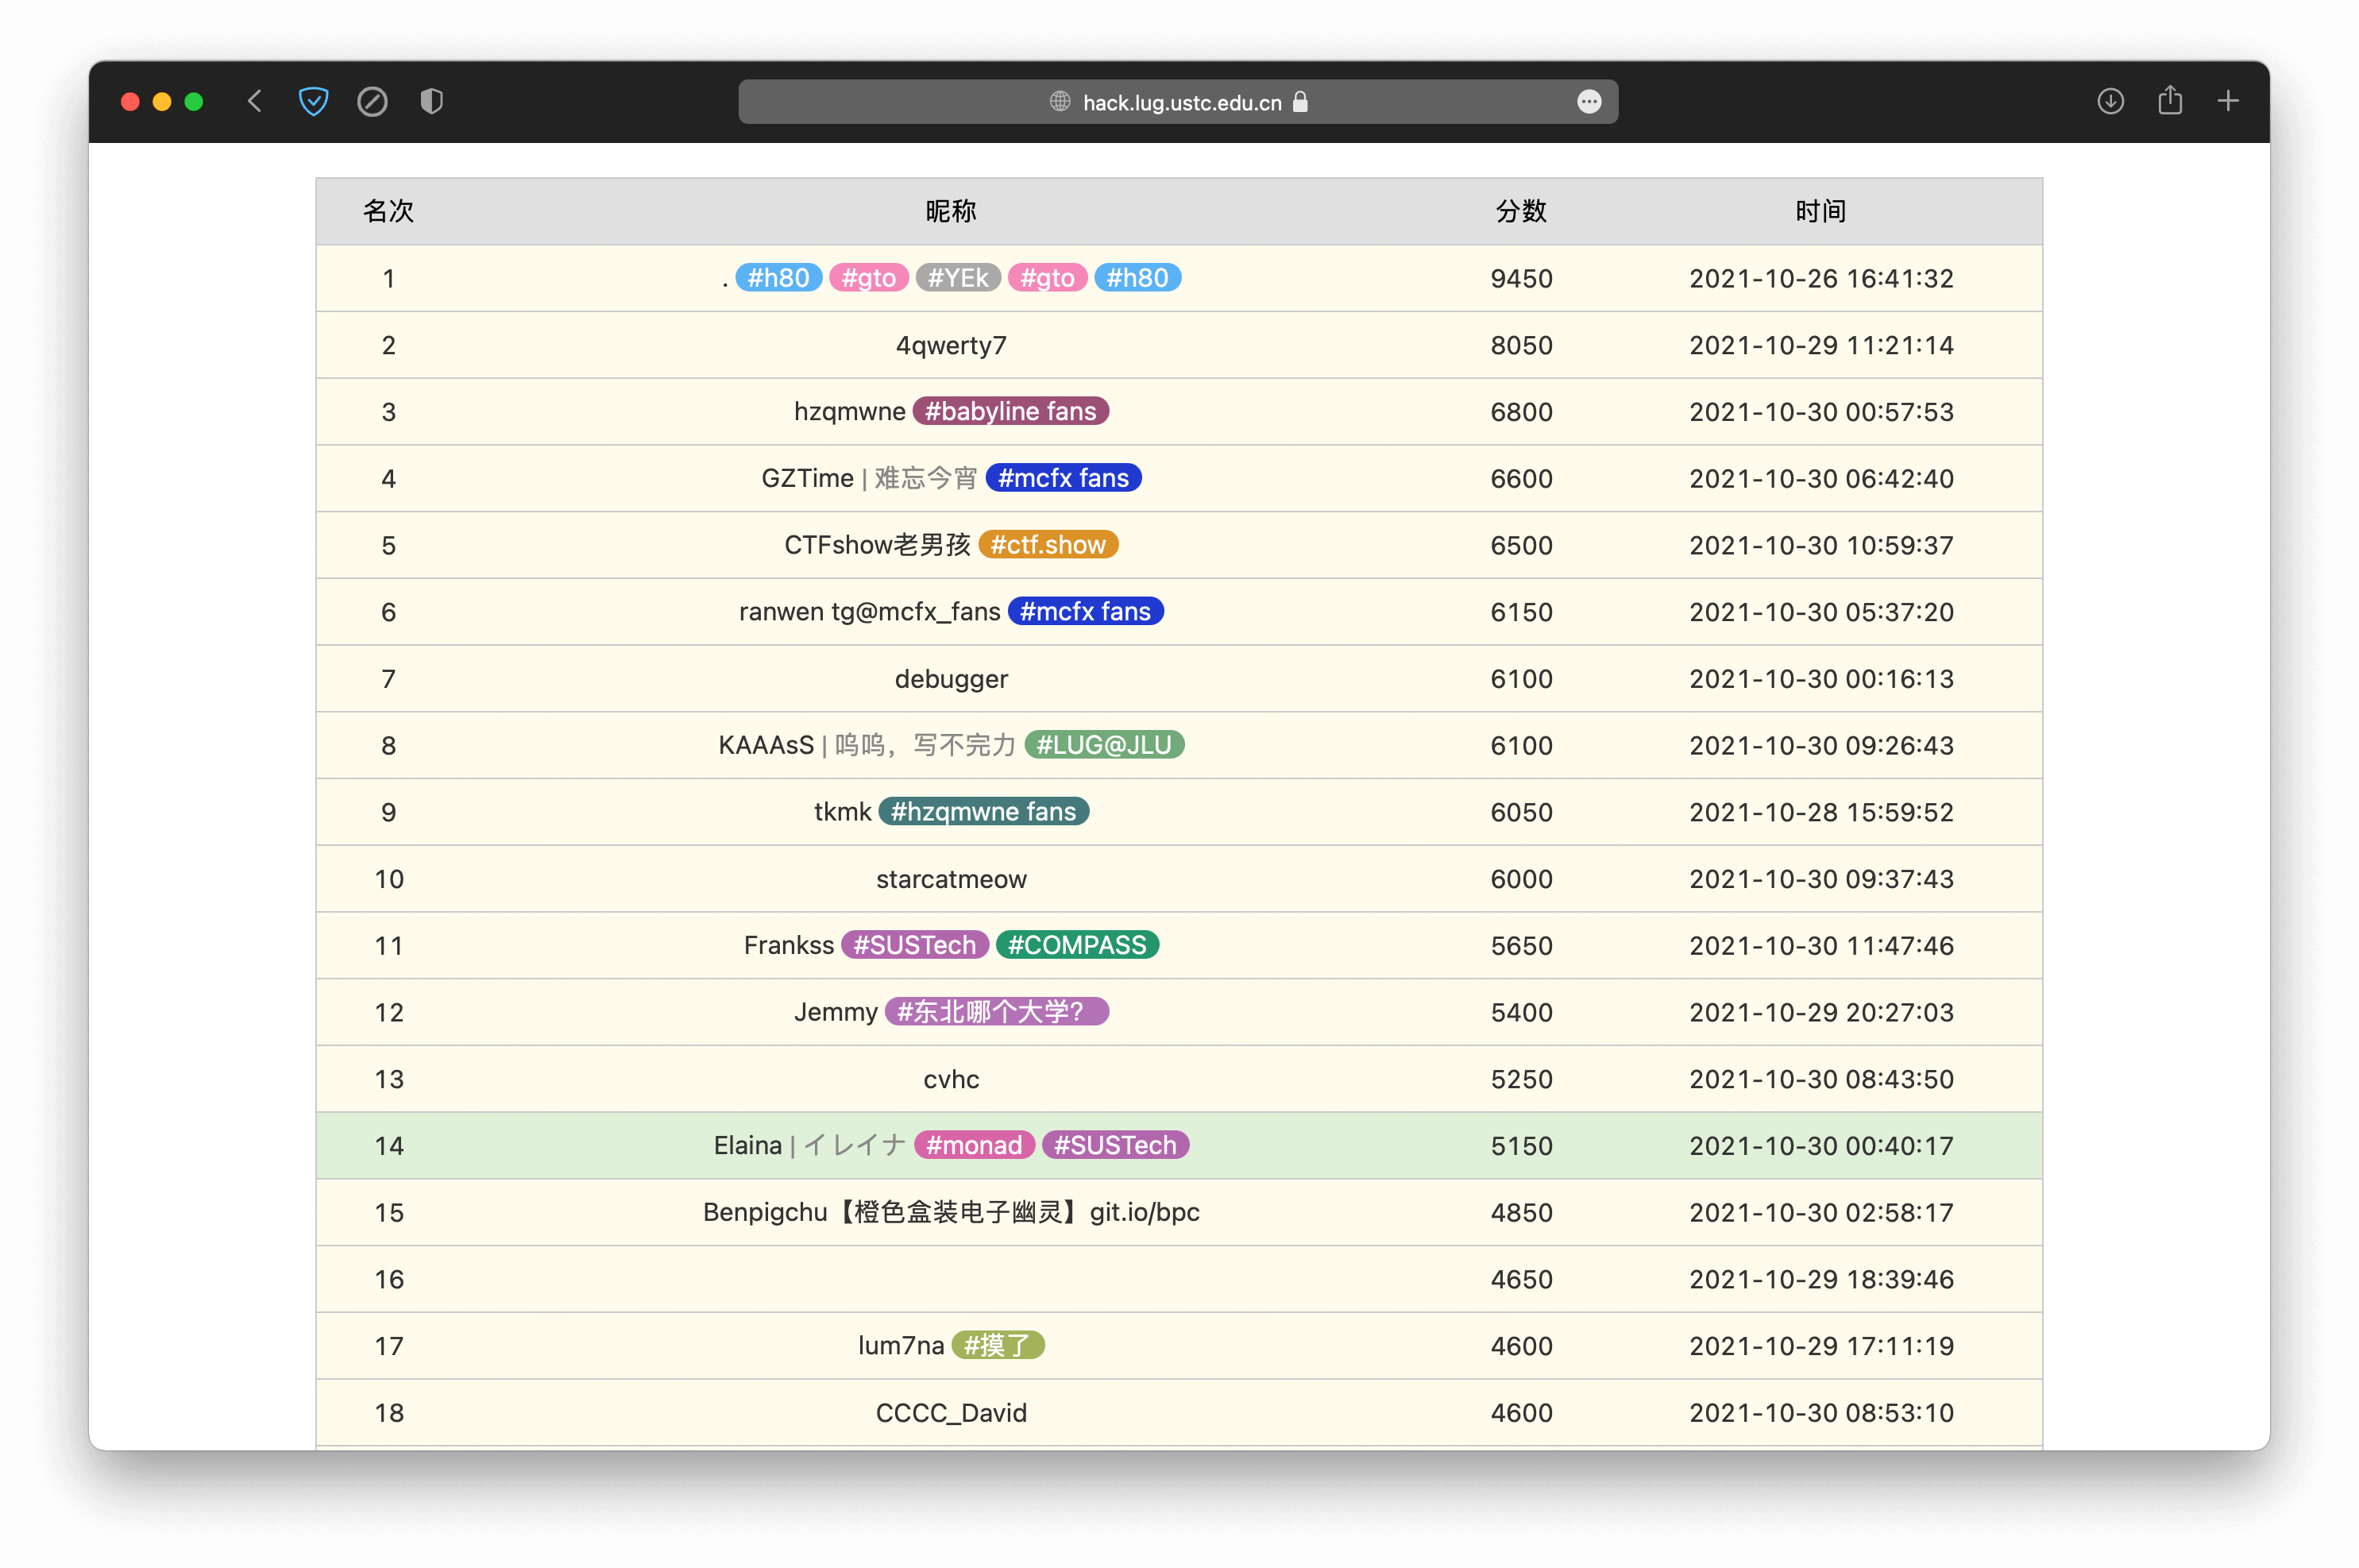 hack.lug.ustc.edu.cn
名次 昵称 分数 时间
1 . #h80 #gto #YEk #gto #h80 9450 2021-10-26 16:41:32
2 4qwerty7 8050 2021-10-29 11:21:14
3 hzqmwne #babyline fans 6800 2021-10-30 00:57:53
4 GZTime | 难忘今宵 #mcfx fans 6600 2021-10-30 06:42:40
5 CTFshow老男孩 #ctf.show 6500 2021-10-30 10:59:37
6 ranwen tg@mcfx_fans #mcfx fans 6150 2021-10-30 05:37:20
7 debugger 6100 2021-10-30 00:16:13
8 KAAAsS | 呜呜，写不完力 #LUG@JLU 6100 2021-10-30 09:26:43
9 tkmk #hzqmwne fans 6050 2021-10-28 15:59:52
10 starcatmeow 6000 2021-10-30 09:37:43
11 Frankss #SUSTech #COMPASS 5650 2021-10-30 11:47:46
12 Jemmy #东北哪个大学？ 5400 2021-10-29 20:27:03
13 cvhc 5250 2021-10-30 08:43:50
14 Elaina | イレイナ #monad #SUSTech 5150 2021-10-30 00:40:17
15 Benpigchu【橙色盒装电子幽灵】git.io/bpc 4850 2021-10-30 02:58:17
16 4650 2021-10-29 18:39:46
17 lum7na #摸了 4600 2021-10-29 17:11:19
18 CCCC_David 4600 2021-10-30 08:53:10